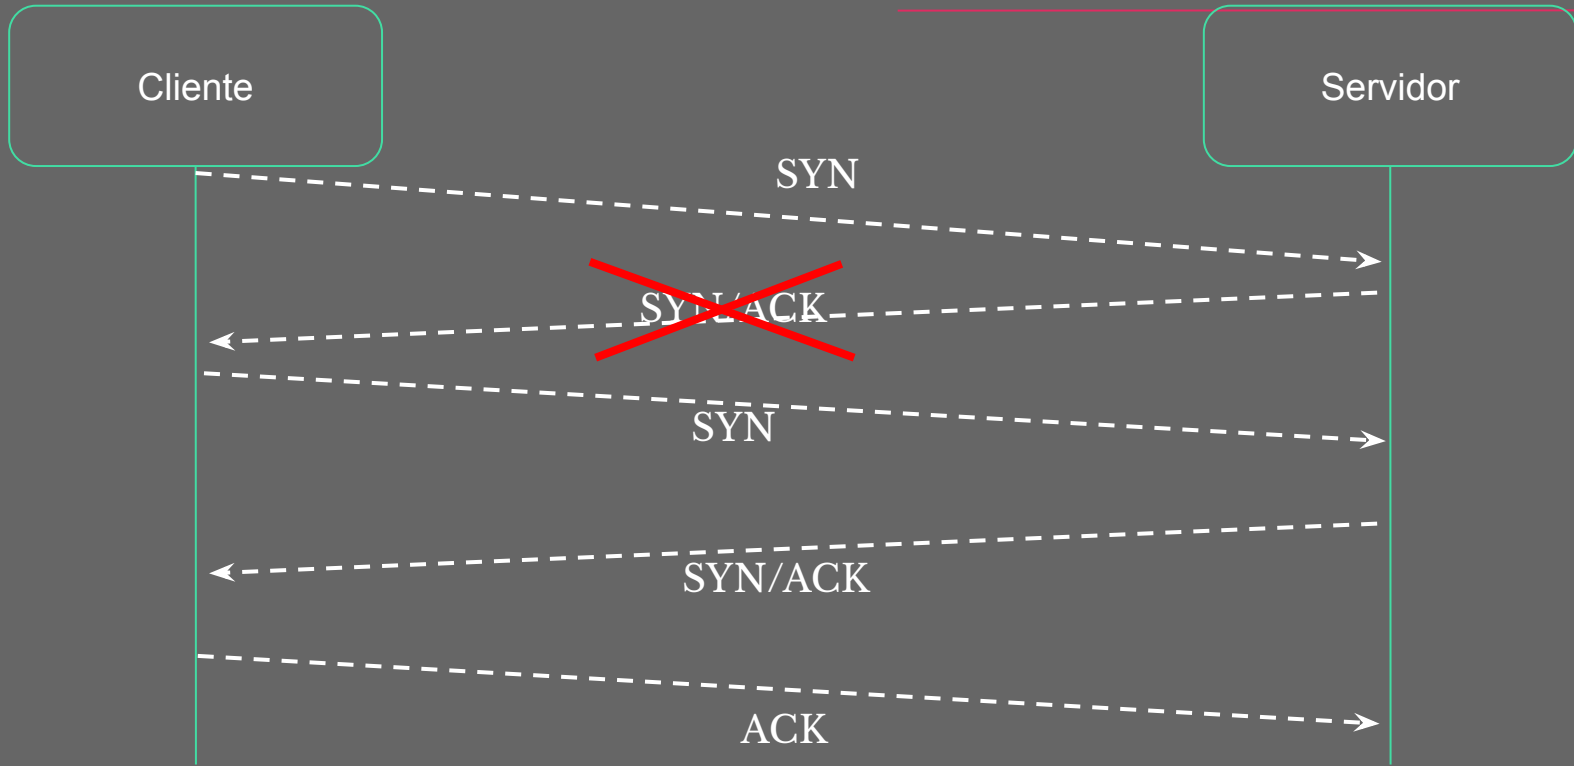 Cliente
Servidor
SYN
SYN/ACK
SYN
SYN/ACK
ACK